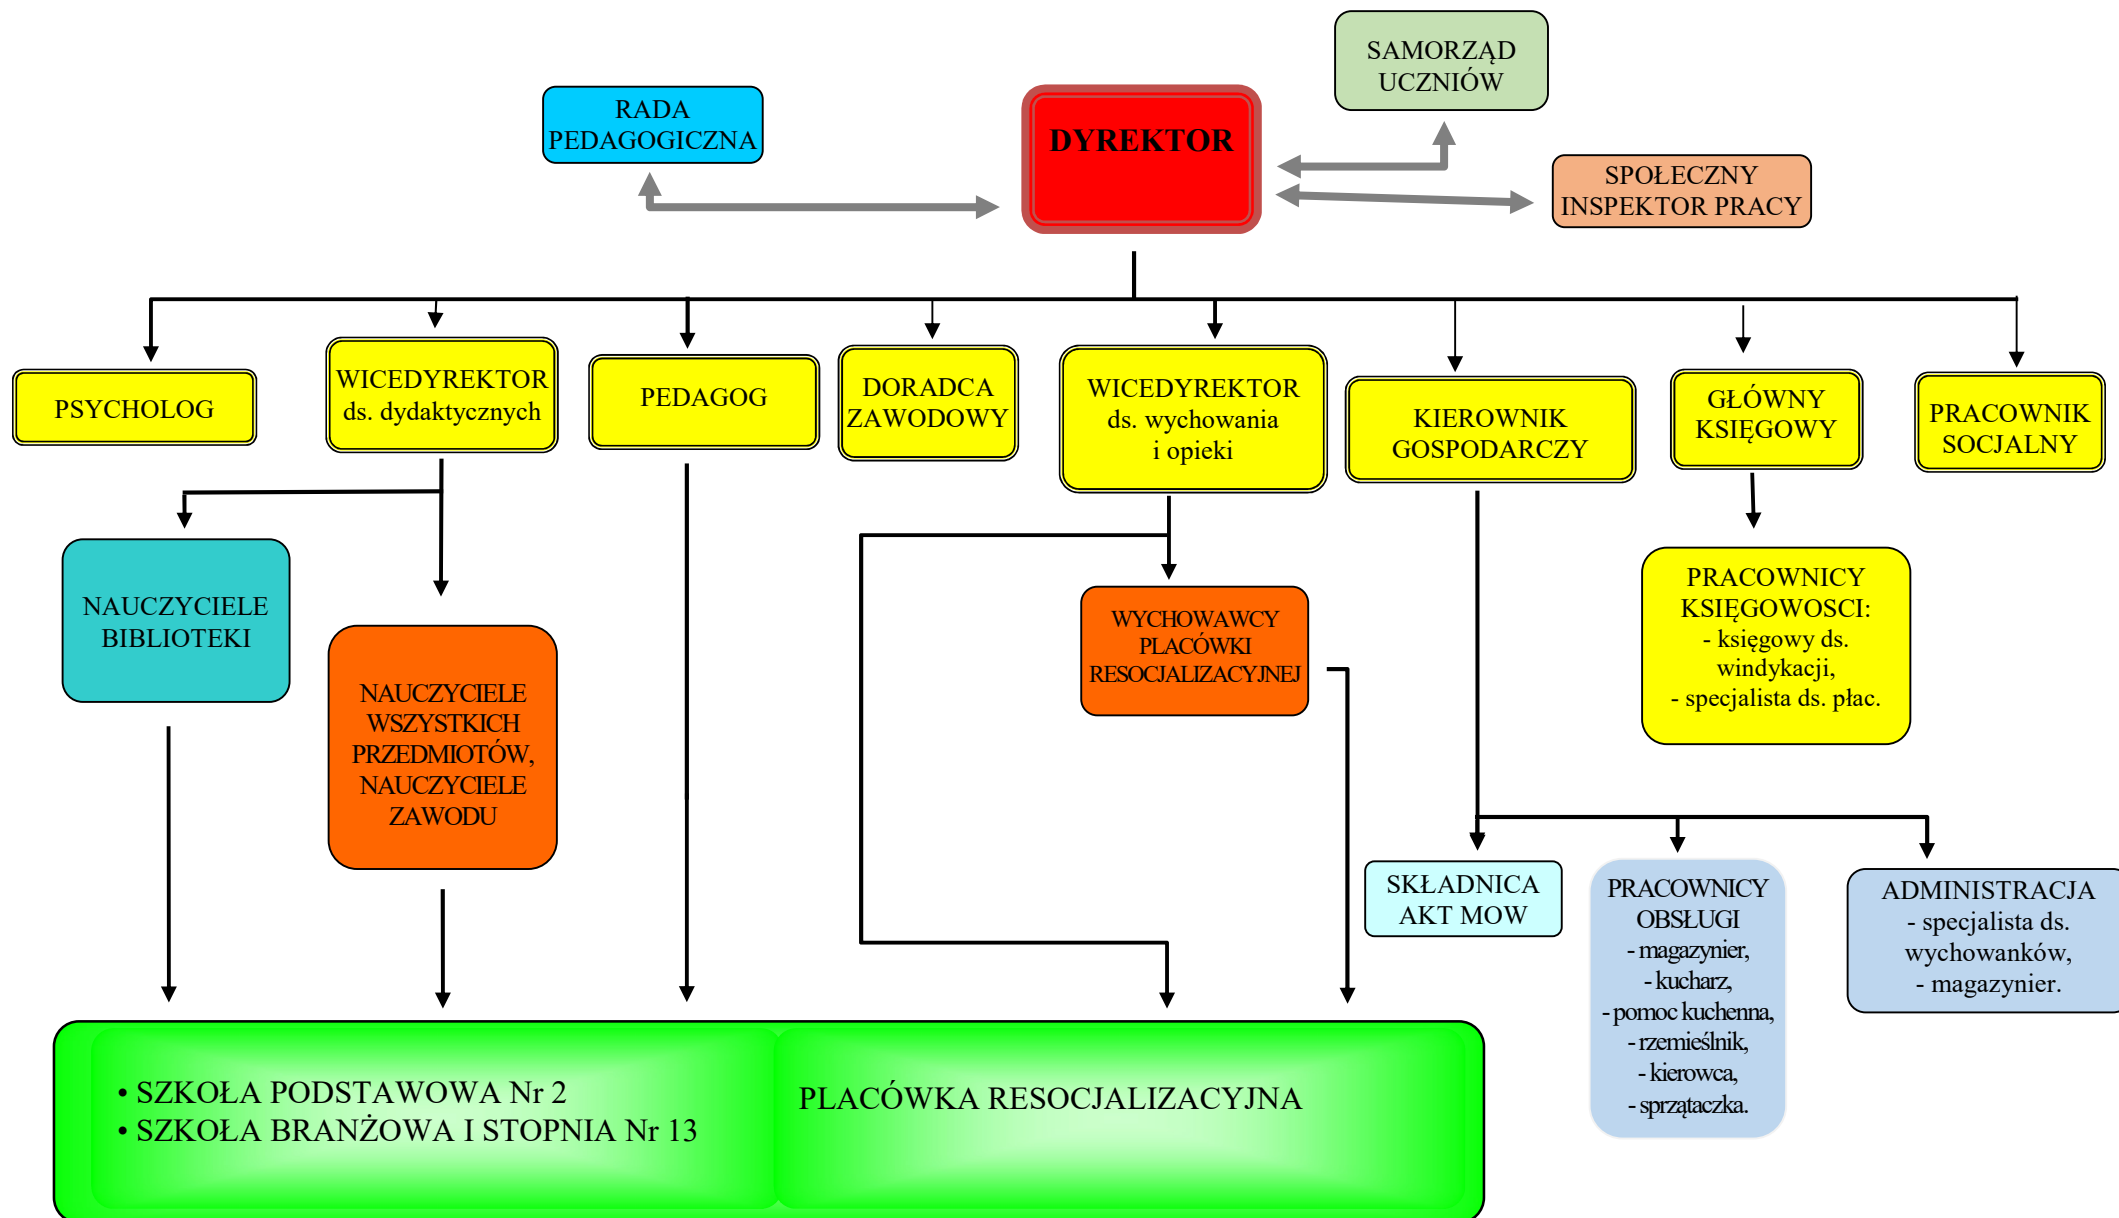 SAMORZĄD
UCZNIÓW
RADA
PEDAGOGICZNA
DYREKTOR
SPOŁECZNY
INSPEKTOR PRACY
PSYCHOLOG
WICEDYREKTOR
ds. dydaktycznych
PEDAGOG
DORADCA
ZAWODOWY
WICEDYREKTOR
ds. wychowania
i opieki
KIEROWNIK
GOSPODARCZY
GŁÓWNY
KSIĘGOWY
PRACOWNIK
SOCJALNY
NAUCZYCIELE
BIBLIOTEKI
NAUCZYCIELE
WSZYSTKICH
PRZEDMIOTÓW,
NAUCZYCIELE
ZAWODU
WYCHOWAWCY
PLACÓWKI
RESOCJALIZACYJNEJ
PRACOWNICY
KSIĘGOWOSCI:
- księgowy ds.
windykacji,
- specjalista ds. płac.
SKŁADNICA
AKT MOW
PRACOWNICY
OBSŁUGI
- magazynier,
- kucharz,
- pomoc kuchenna,
- rzemieślnik,
- kierowca,
- sprzątaczka.
ADMINISTRACJA
- specjalista ds.
wychowanków,
- magazynier.
• SZKOŁA PODSTAWOWA Nr 2
• SZKOŁA BRANŻOWA I STOPNIA Nr 13
PLACÓWKA RESOCJALIZACYJNA